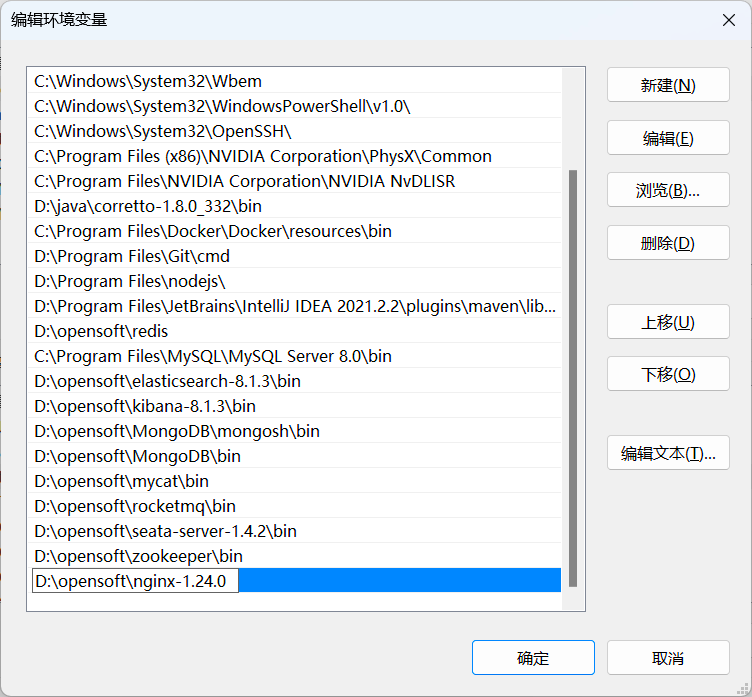 编辑环境变量
C:\Windows\System32\Wbem
C:\Windows\System32\WindowsPowerShell\v1.0\
C:\Windows\System32\OpenSSH\
C:\Program Files (x86)\NVIDIA Corporation\PhysX\Common
C:\Program Files\NVIDIA Corporation\NVIDIA NvDLISR
D:\java\corretto-1.8.0_332\bin
C:\Program Files\Docker\Docker\resources\bin
D:\Program Files\Git\cmd
D:\Program Files\nodejs\
D:\Program Files\JetBrains\IntelliJ IDEA 2021.2.2\plugins\maven\lib...
D:\opensoft\redis
C:\Program Files\MySQL\MySQL Server 8.0\bin
D:\opensoft\elasticsearch-8.1.3\bin
D:\opensoft\kibana-8.1.3\bin
D:\opensoft\MongoDB\mongosh\bin
D:\opensoft\MongoDB\bin
D:\opensoft\mycat\bin
D:\opensoft\rocketmq\bin
D:\opensoft\seata-server-1.4.2\bin
D:\opensoft\zookeeper\bin
D:\opensoft\nginx-1.24.0
新建(N)
编辑(E)
浏览(B)...
删除(D)
上移(U)
下移(O)
编辑文本(T)...
确定
取消